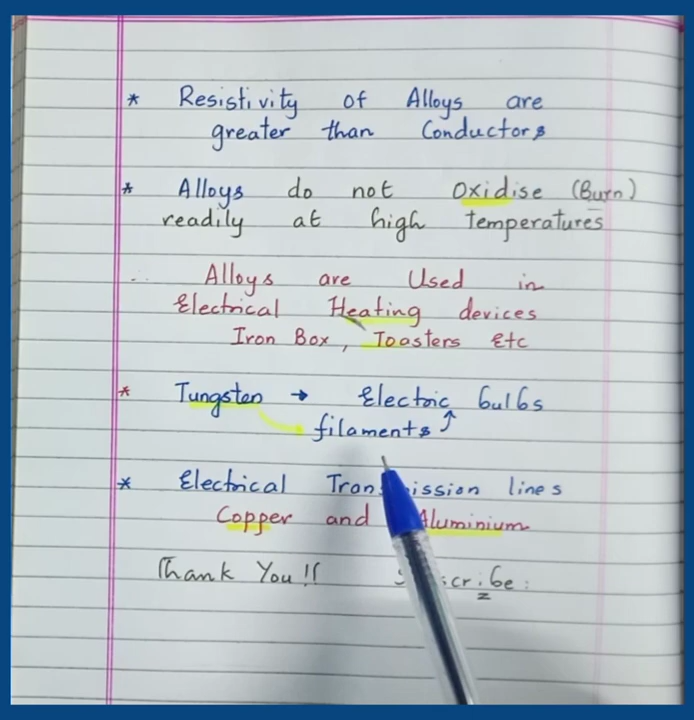 * Resistivity of Alloys are
greater than Conductors
* Alloys do not Oxidise (Burn)
readily at high temperatures
∴ Alloys are Used in
Electrical Heating devices
Iron Box, Toasters Etc
* Tungsten → Electric bulbs
filaments
* Electrical lines
Copper and Aluminium
Thank You !!